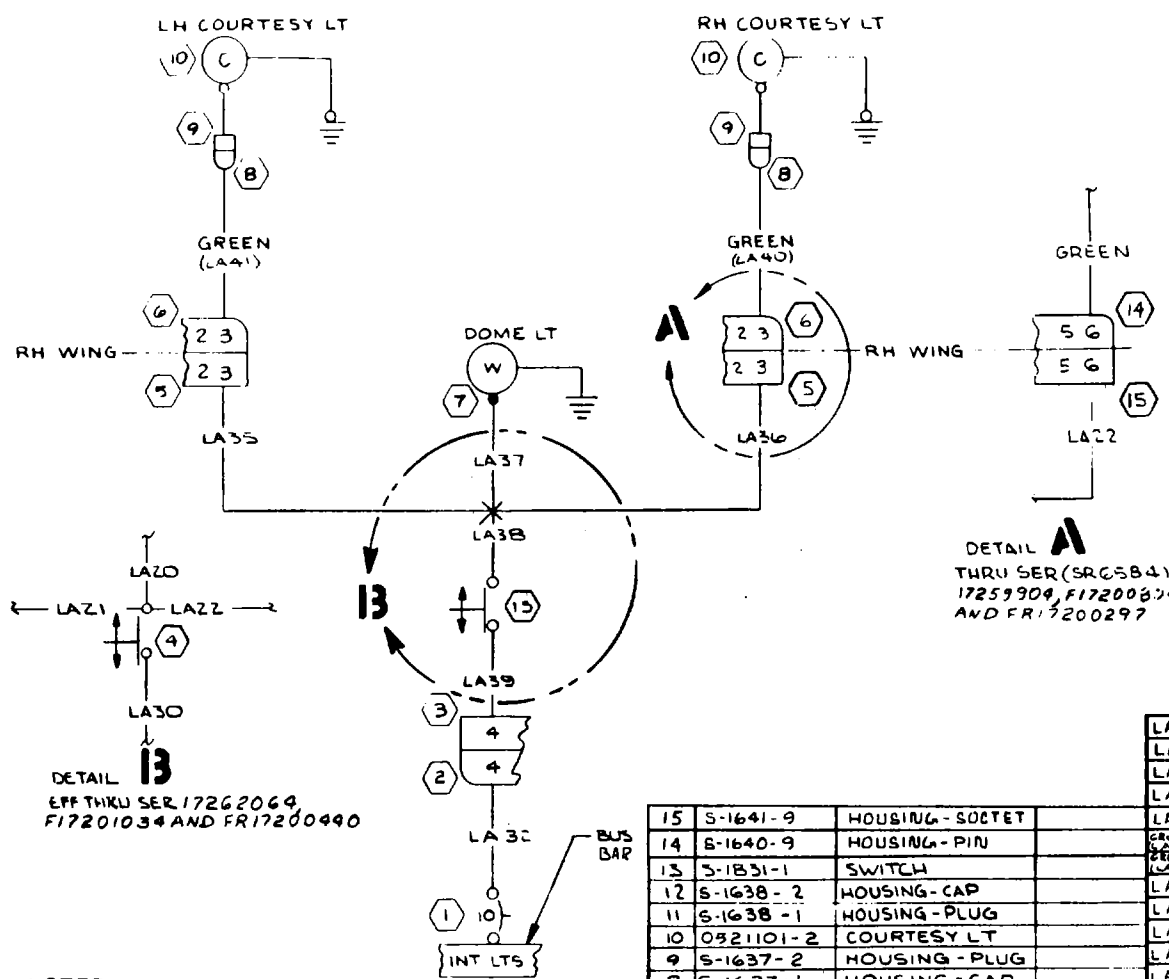 LH COURTESY LT
RH COURTESY LT
10 C
10 C
9
9
8
8
GREEN
(LA41)
GREEN
(LA40)
GREEN
6
2 3
2 3
5
RH WING
DOME LT
W
7
A
2 3
2 3
6
5
RH WING
5 6
5 6
14
15
LA35
LA37
LA36
LA22
LA38
LA20
LA21
LA22
4
LA30
B
13
LA39
DETAIL A
THRU SER (SR6584)
17259904,
AND FR17200297
DETAIL B
EFF THRU SER 17262064,
F17201034 AND FR17200440
3
4
4
2
LA32
BUS
BAR
1 10
INT LTS
15 S-1641-9 HOUSING-SOCTET
14 S-1640-9 HOUSING-PIN
13 S-1831-1 SWITCH
12 S-1638-2 HOUSING-CAP
11 S-1638-1 HOUSING-PLUG
10 0521101-2 COURTESY LT
9 S-1637-2 HOUSING-PLUG